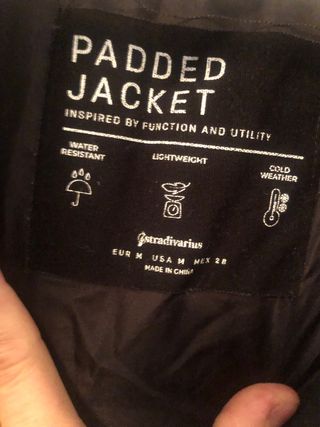 PADDED
JACKET
INSPIRED BY FUNCTION AND UTILITY
WATER
RESISTANT
LIGHTWEIGHT
COLD
WEATHER
stradivarius
EUR M USA M MEX 28
MADE IN CHINA